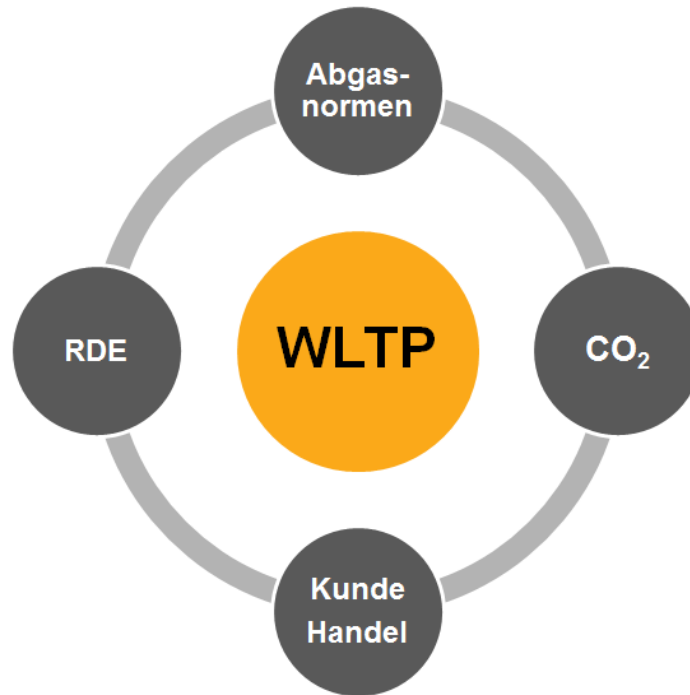 Abgas-
normen
RDE
WLTP
CO₂
Kunde
Handel